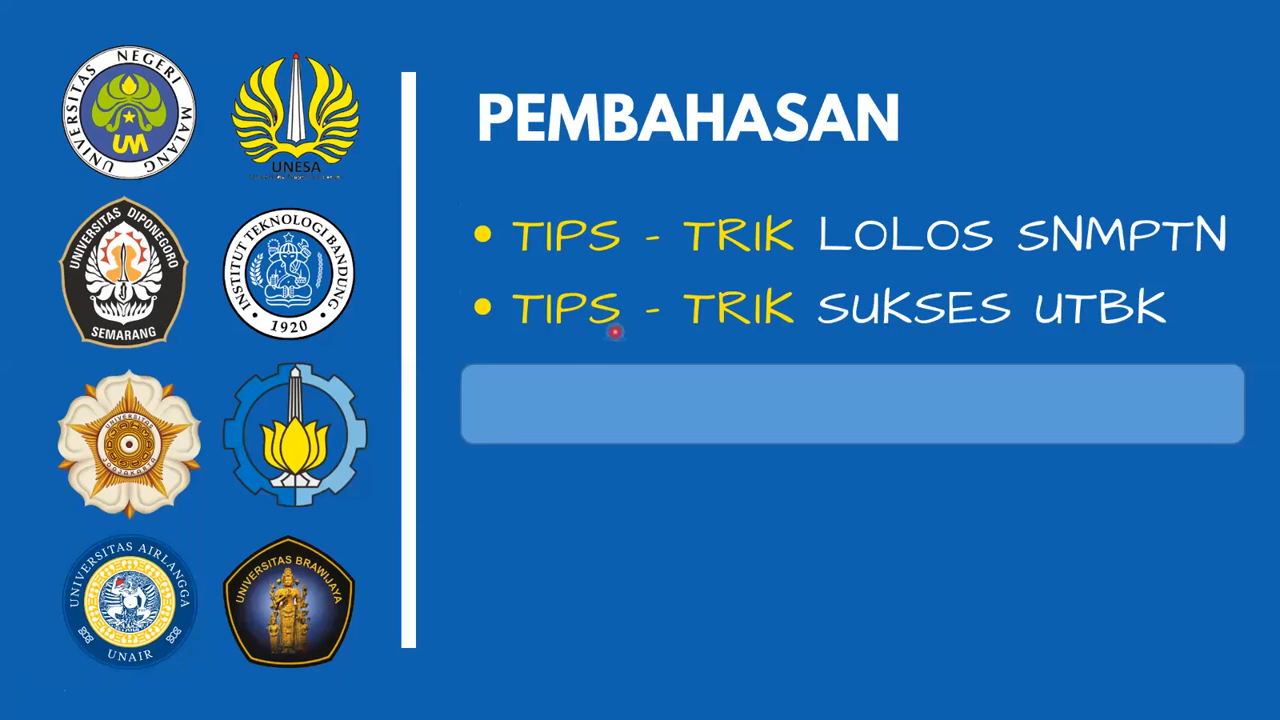 UNIVERSITAS NEGERI MALANG
UM
UNESA
UNIVERSITAS DIPONEGORO
SEMARANG
INSTITUT TEKNOLOGI BANDUNG
• 1920 •
UNIVERSITAS AIRLANGGA
UNAIR
UNIVERSITAS BRAWIJAYA
PEMBAHASAN
• TIPS - TRIK LOLOS SNMPTN
• TIPS - TRIK SUKSES UTBK